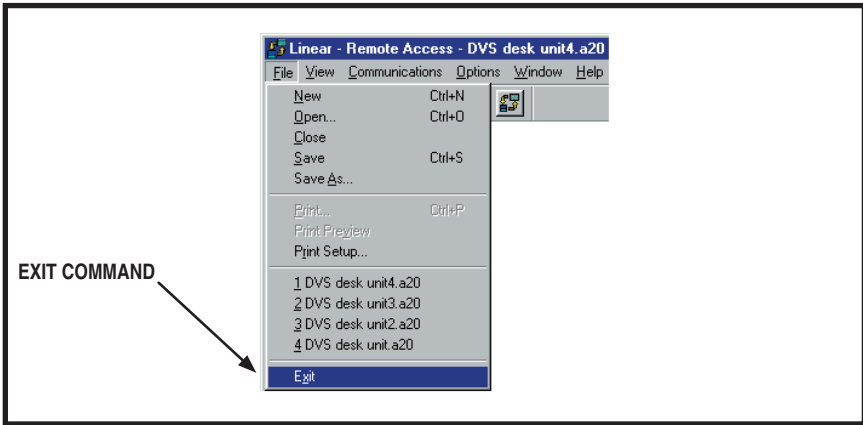 Linear - Remote Access - DVS desk unit4.a20
File View Communications Options Window Help
New Ctrl+N
Open... Ctrl+O
Close
Save Ctrl+S
Save As...
Print... Ctrl+P
Print Preview
Print Setup...
1 DVS desk unit4.a20
2 DVS desk unit3.a20
3 DVS desk unit2.a20
4 DVS desk unit.a20
Exit
EXIT COMMAND